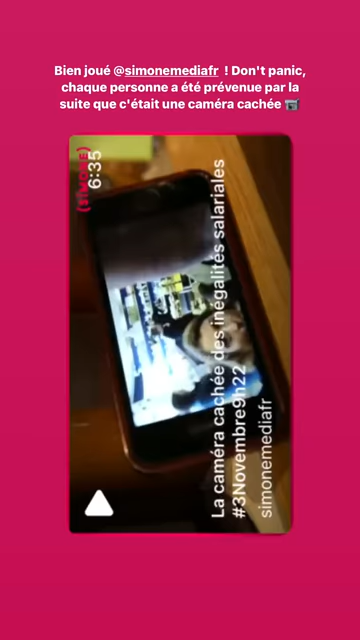 Bien joué @simonemediafr ! Don't panic,
chaque personne a été prévenue par la
suite que c'était une caméra cachée 📷
(SIMONE)
6:35
La caméra cachée des inégalités salariales
#3Novembre9h22
simonemediafr